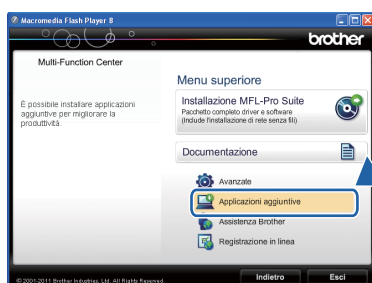 Macromedia Flash Player 8
brother
Multi-Function Center
È possibile installare applicazioni
aggiuntive per migliorare la
produttività.
Menu superiore
Installazione MFL-Pro Suite
Pacchetto completo driver e software
(Include l'installazione di rete senza fili)
Documentazione
Avanzate
Applicazioni aggiuntive
Assistenza Brother
Registrazione in linea
© 2001-2011 Brother Industries, Ltd. All Rights Reserved.
Indietro
Esci